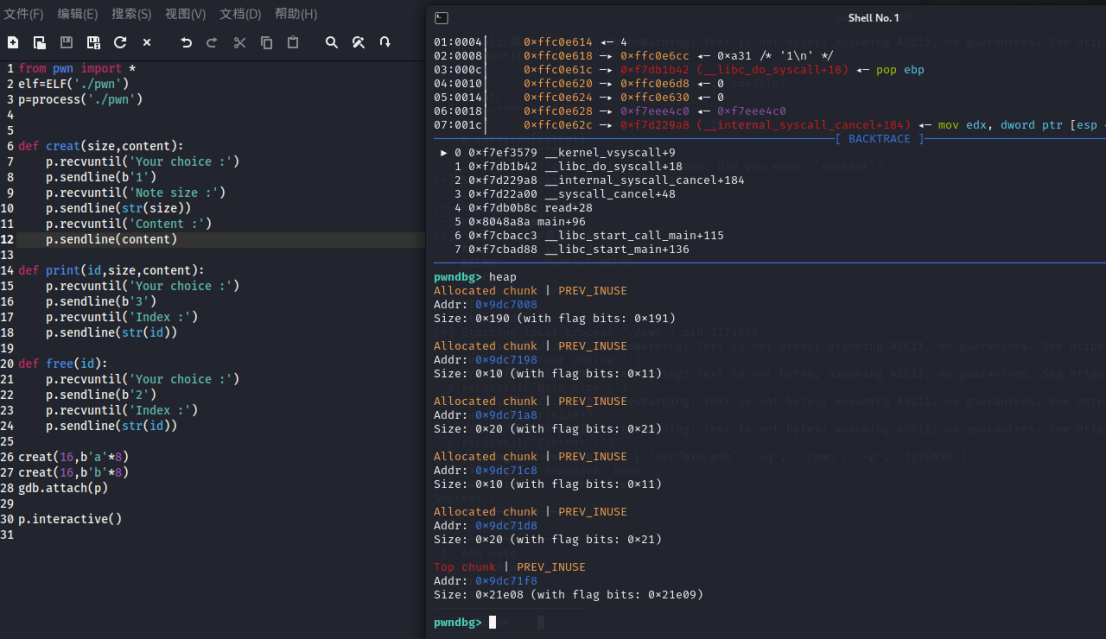 文件(F) 编辑(E) 搜索(S) 视图(V) 文档(D) 帮助(H)
1 from pwn import *
2 elf=ELF('./pwn')
3 p=process('./pwn')
4
5
6 def creat(size,content):
7     p.recvuntil('Your choice :')
8     p.sendline(b'1')
9     p.recvuntil('Note size :')
10     p.sendline(str(size))
11     p.recvuntil('Content :')
12     p.sendline(content)
13
14 def print(id,size,content):
15     p.recvuntil('Your choice :')
16     p.sendline(b'3')
17     p.recvuntil('Index :')
18     p.sendline(str(id))
19
20 def free(id):
21     p.recvuntil('Your choice :')
22     p.sendline(b'2')
23     p.recvuntil('Index :')
24     p.sendline(str(id))
25
26 creat(16,b'a'*8)
27 creat(16,b'b'*8)
28 gdb.attach(p)
29
30 p.interactive()
31
Shell No. 1
01:0004│     0×ffc0e614 ◂— 4
02:0008│     0×ffc0e618 —▸ 0×ffc0e6cc ◂— 0×a31 /* '1\n' */
03:000c│     0×ffc0e61c —▸ 0×f7db1b42 (__libc_do_syscall+18) ◂— pop ebp
04:0010│     0×ffc0e620 —▸ 0×ffc0e6d8 ◂— 0
05:0014│     0×ffc0e624 —▸ 0×ffc0e630 ◂— 0
06:0018│     0×ffc0e628 —▸ 0×f7eee4c0 ◂— 0×f7eee4c0
07:001c│     0×ffc0e62c —▸ 0×f7d229a8 (__internal_syscall_cancel+184) ◂— mov edx, dword ptr [esp
[ BACKTRACE ]
► 0 0×f7ef3579 __kernel_vsyscall+9
1 0×f7db1b42 __libc_do_syscall+18
2 0×f7d229a8 __internal_syscall_cancel+184
3 0×f7d22a00 __syscall_cancel+48
4 0×f7db0b8c read+28
5 0×8048a8a main+96
6 0×f7cbacc3 __libc_start_call_main+115
7 0×f7cbad88 __libc_start_main+136
pwndbg> heap
Allocated chunk | PREV_INUSE
Addr: 0×9dc7008
Size: 0×190 (with flag bits: 0×191)
Allocated chunk | PREV_INUSE
Addr: 0×9dc7198
Size: 0×10 (with flag bits: 0×11)
Allocated chunk | PREV_INUSE
Addr: 0×9dc71a8
Size: 0×20 (with flag bits: 0×21)
Allocated chunk | PREV_INUSE
Addr: 0×9dc71c8
Size: 0×10 (with flag bits: 0×11)
Allocated chunk | PREV_INUSE
Addr: 0×9dc71d8
Size: 0×20 (with flag bits: 0×21)
Top chunk | PREV_INUSE
Addr: 0×9dc71f8
Size: 0×21e08 (with flag bits: 0×21e09)
pwndbg>